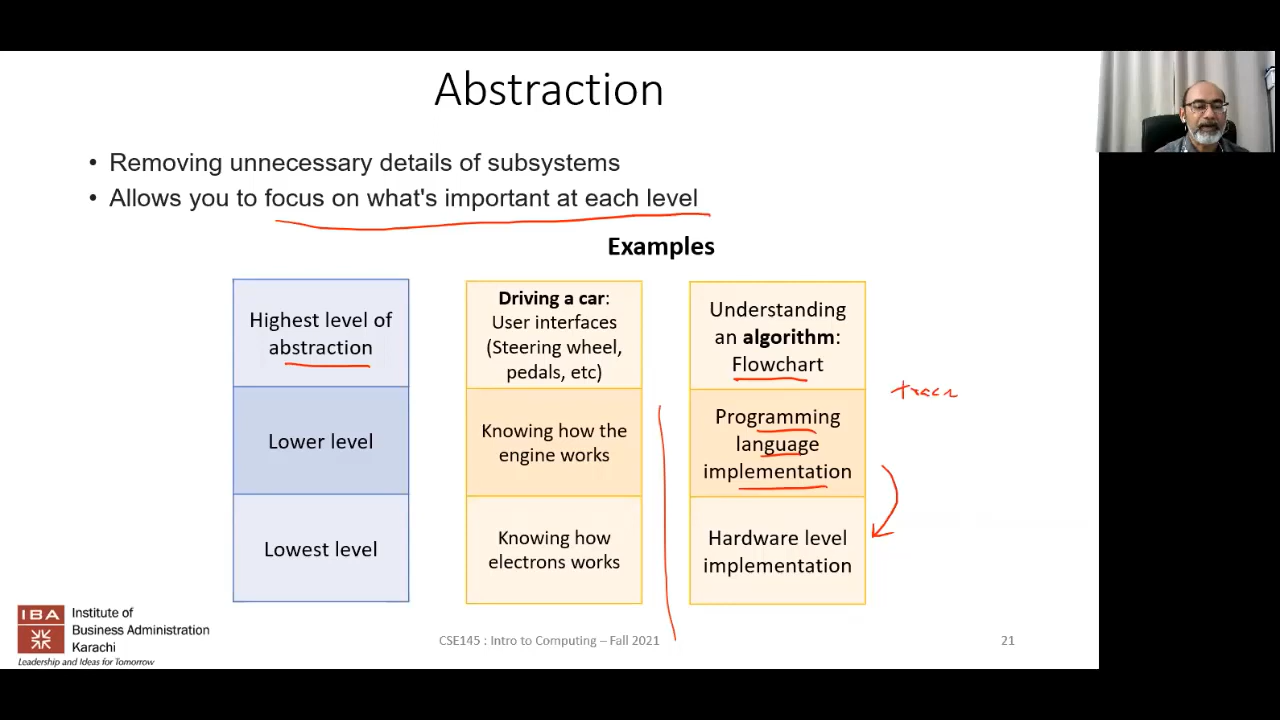 Abstraction
• Removing unnecessary details of subsystems
• Allows you to focus on what's important at each level
Examples
Highest level of
abstraction
Driving a car:
User interfaces
(Steering wheel,
pedals, etc)
Understanding
an algorithm:
Flowchart
Lower level
Knowing how the
engine works
Programming
language
implementation
Lowest level
Knowing how
electrons works
Hardware level
implementation
IBA
Institute of
Business Administration
Karachi
Leadership and Ideas for Tomorrow
CSE145 : Intro to Computing – Fall 2021
21